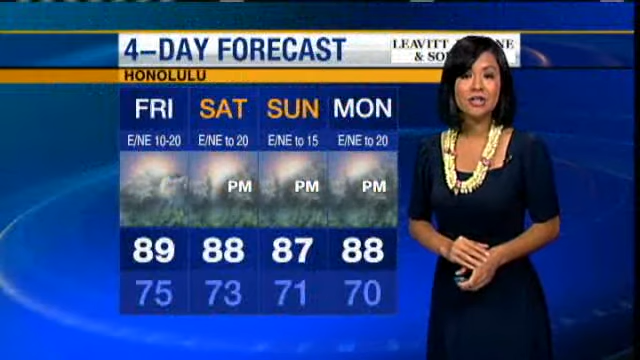 4-DAY FORECAST
LEAVITT
& SO
HONOLULU
FRI SAT SUN MON
E/NE 10-20 E/NE to 20 E/NE to 15 E/NE to 20
PM PM PM
89 88 87 88
75 73 71 70